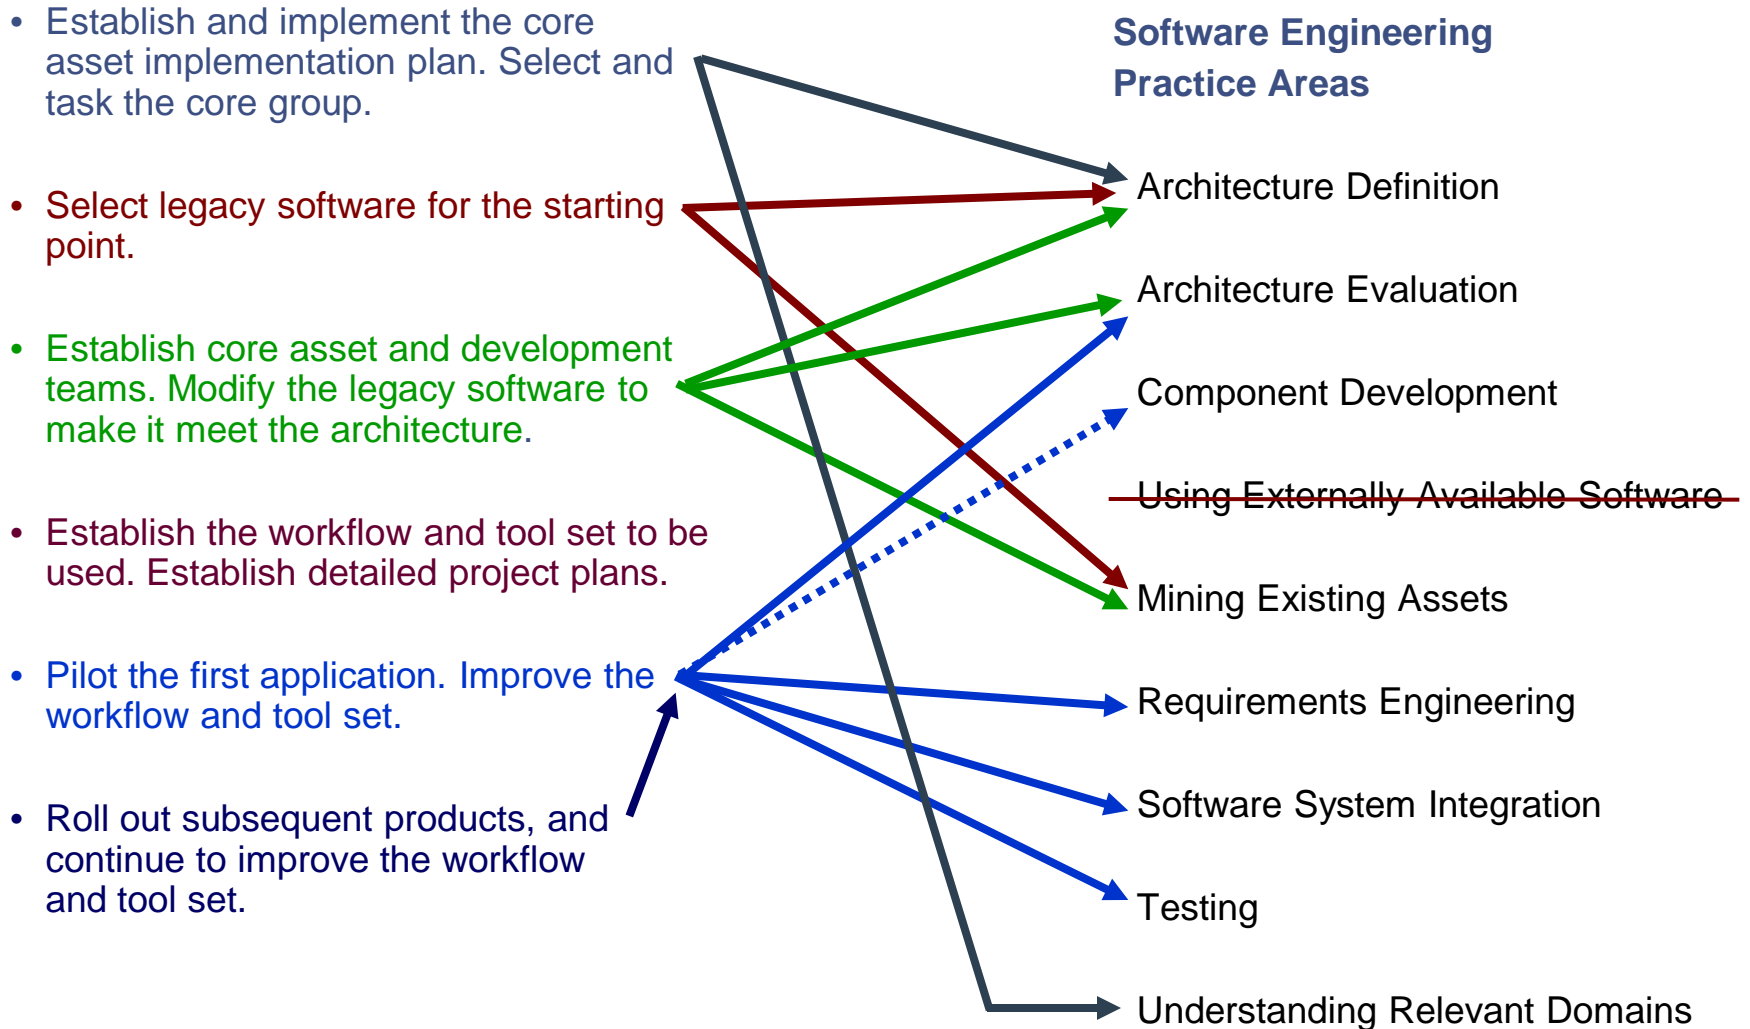 • Establish and implement the core
asset implementation plan. Select and
task the core group.
• Select legacy software for the starting
point.
• Establish core asset and development
teams. Modify the legacy software to
make it meet the architecture.
• Establish the workflow and tool set to be
used. Establish detailed project plans.
• Pilot the first application. Improve the
workflow and tool set.
• Roll out subsequent products, and
continue to improve the workflow
and tool set.
Software Engineering
Practice Areas
Architecture Definition
Architecture Evaluation
Component Development
Using Externally Available Software
Mining Existing Assets
Requirements Engineering
Software System Integration
Testing
Understanding Relevant Domains